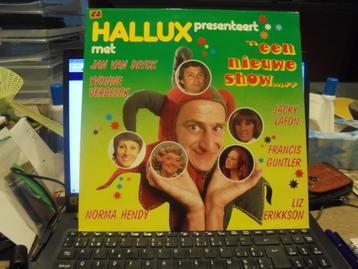 HALLUX presenteert
met
"een
nieuwe
show...."
JAN VAN DEYCK
YVONNE
VERBEECK
JACKY
LAFON
FRANCIS
GUNTLER
NORMA HENDY
LIZ
ERIKKSON